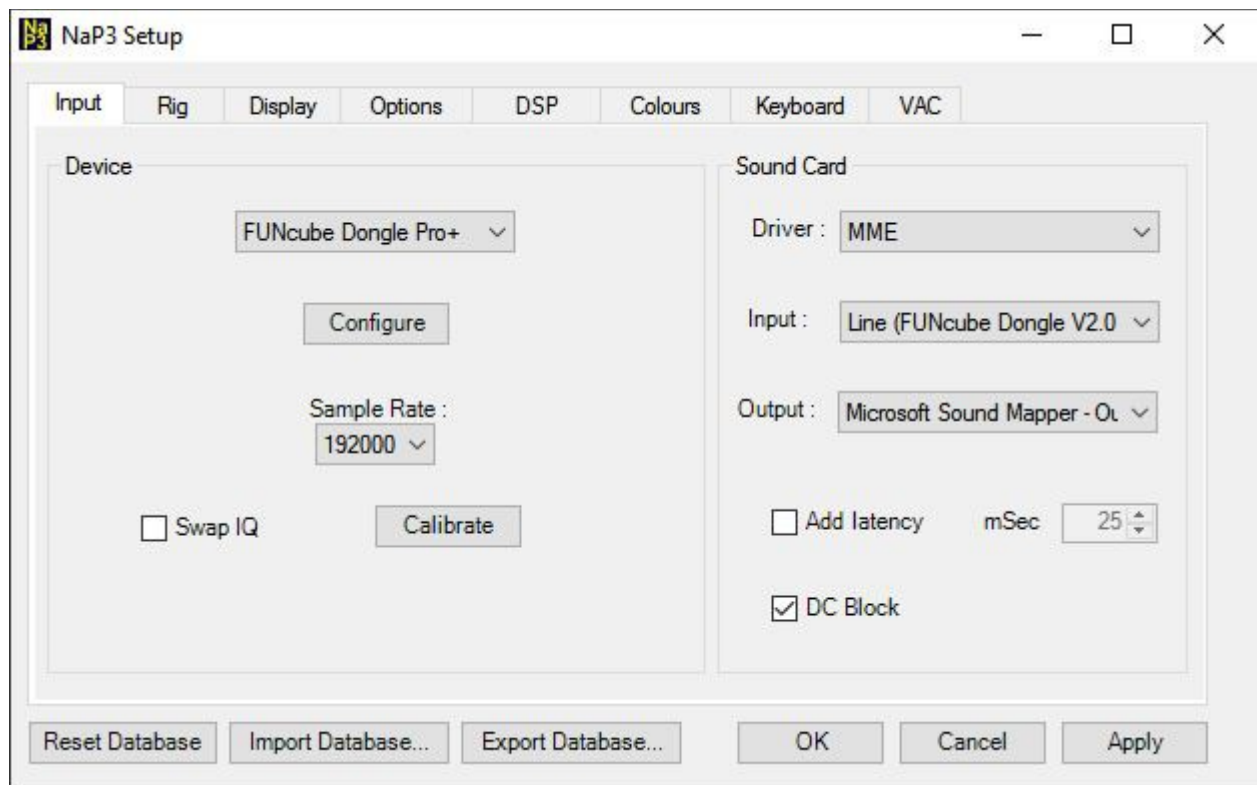 NaP3 Setup
Input Rig Display Options DSP Colours Keyboard VAC
Device
FUNcube Dongle Pro+
Configure
Sample Rate :
192000
Swap IQ
Calibrate
Sound Card
Driver : MME
Input : Line (FUNcube Dongle V2.0
Output : Microsoft Sound Mapper - Ou
Add latency mSec 25
DC Block
Reset Database Import Database... Export Database... OK Cancel Apply